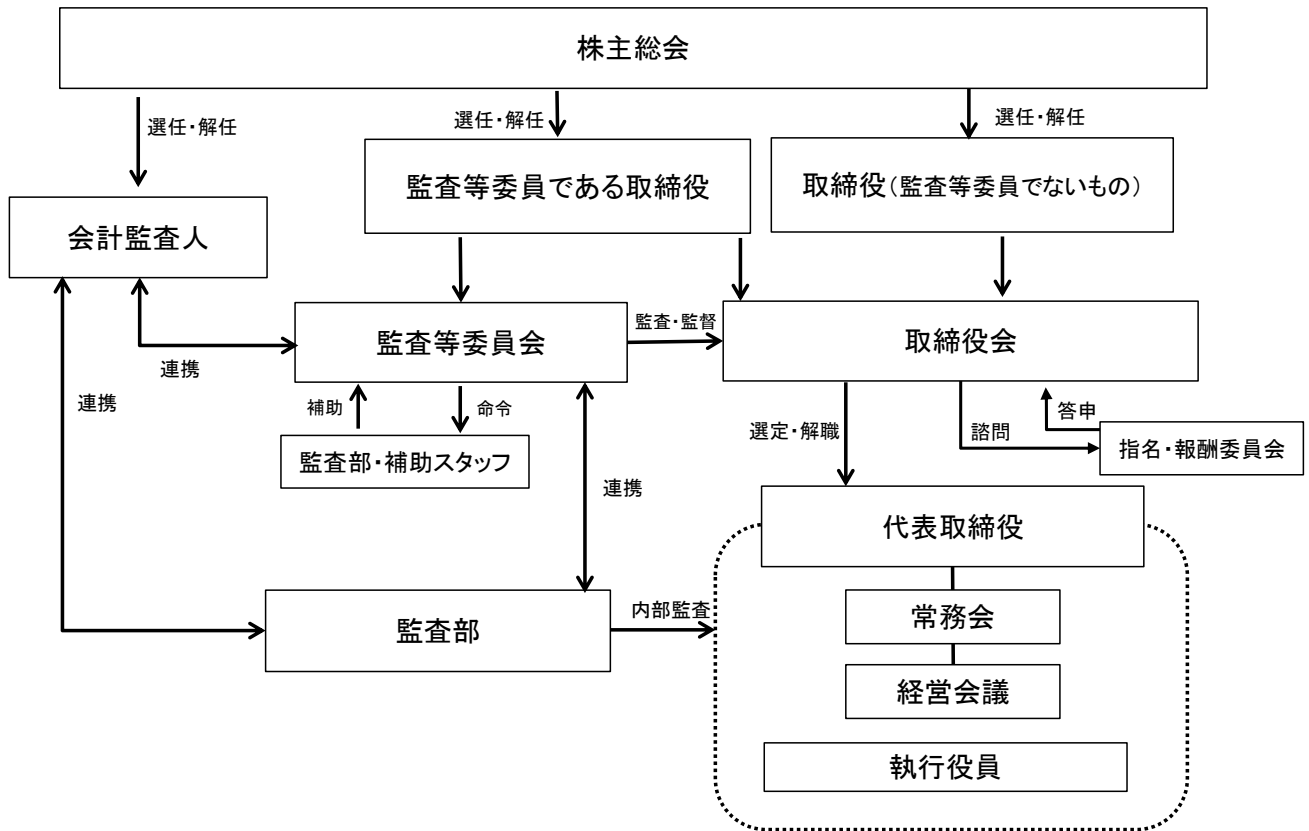 株主総会
選任・解任
選任・解任
選任・解任
監査等委員である取締役
取締役（監査等委員でないもの）
会計監査人
監査等委員会
監査・監督
取締役会
連携
連携
補助
命令
選定・解職
諮問
答申
指名・報酬委員会
監査部・補助スタッフ
連携
代表取締役
監査部
内部監査
常務会
経営会議
執行役員